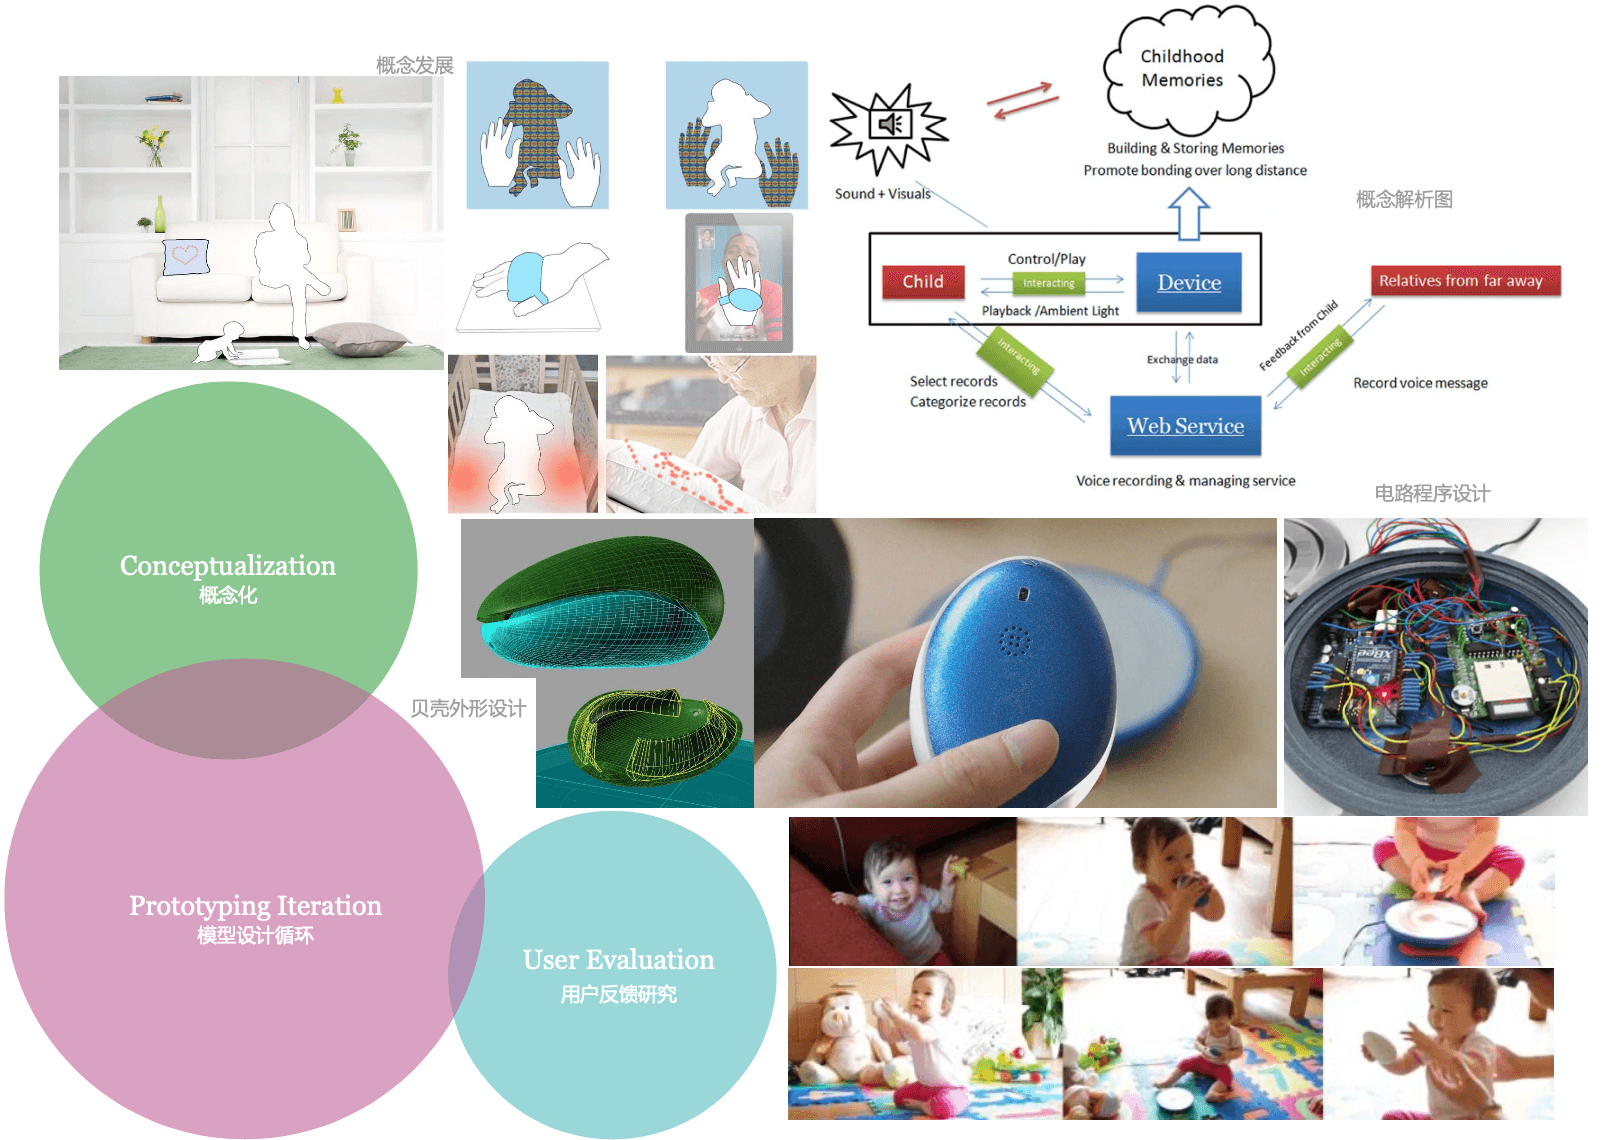 概念发展
Childhood
Memories
Building & Storing Memories
Promote bonding over long distance
Sound + Visuals
概念解析图
Control/Play
Child
Interacting
Device
Playback /Ambient Light
Relatives from far away
Interacting
Exchange data
Feedback from Child
Interacting
Select records
Categorize records
Record voice message
Web Service
Voice recording & managing service
电路程序设计
Conceptualization
概念化
贝壳外形设计
XBee
Prototyping Iteration
模型设计循环
User Evaluation
用户反馈研究